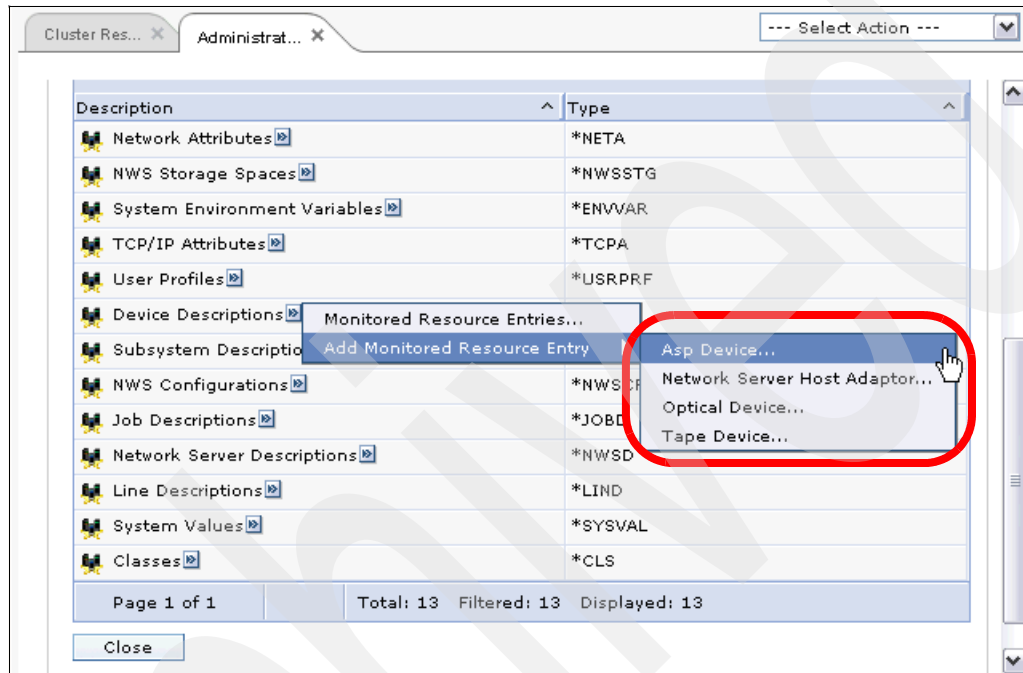 Cluster Res...
Administrat...
--- Select Action ---
Description Type
Network Attributes *NETA
NWS Storage Spaces *NWSSTG
System Environment Variables *ENVVAR
TCP/IP Attributes *TCPA
User Profiles *USRPRF
Device Descriptions
Monitored Resource Entries...
Add Monitored Resource Entry
Asp Device...
Network Server Host Adaptor...
Optical Device...
Tape Device...
Subsystem Descriptio
NWS Configurations
Job Descriptions *JOBD
Network Server Descriptions *NWSD
Line Descriptions *LIND
System Values *SYSVAL
Classes *CLS
Page 1 of 1 Total: 13 Filtered: 13 Displayed: 13
Close